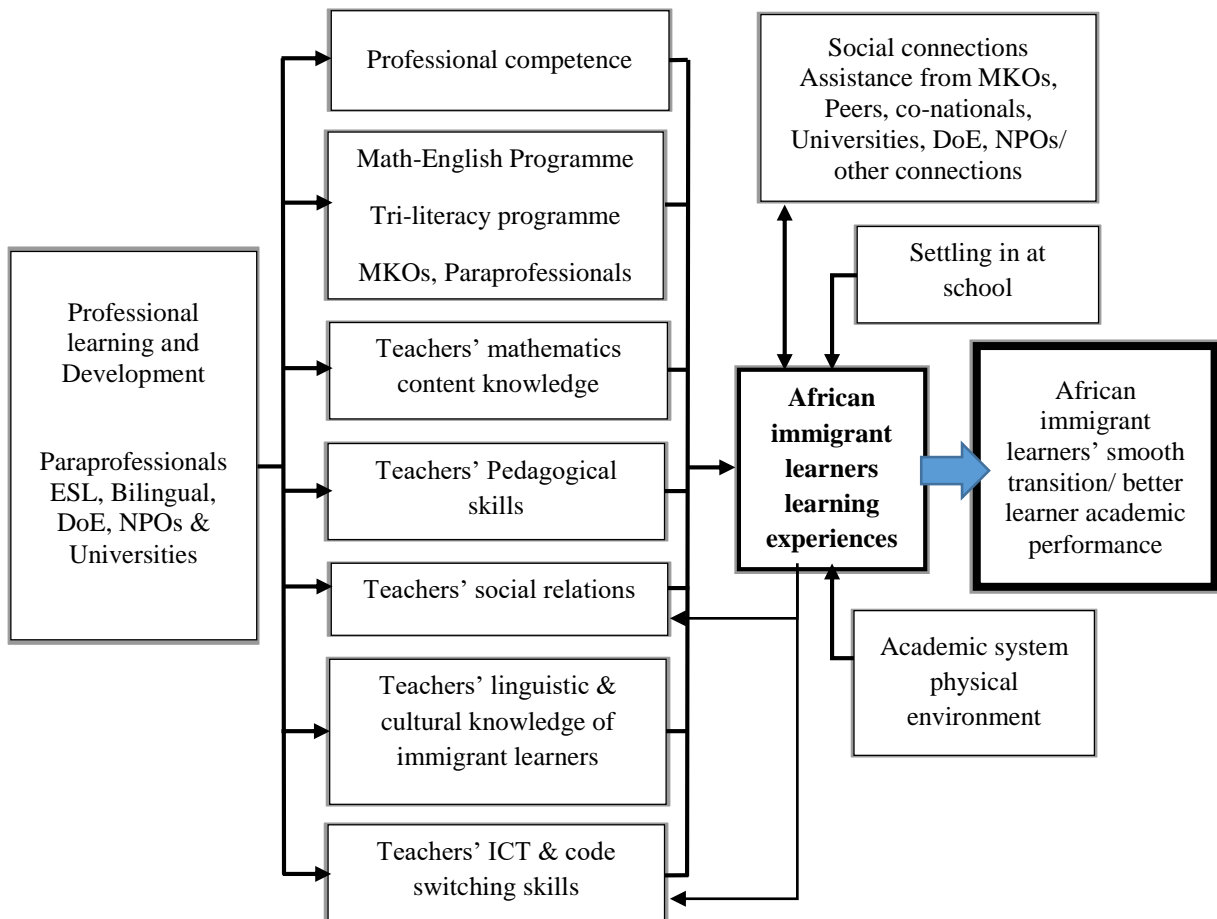 Professional
learning and
Development
Paraprofessionals
ESL, Bilingual,
DoE, NPOs &
Universities
Professional competence
Math-English Programme
Tri-literacy programme
MKOs, Paraprofessionals
Teachers’ mathematics
content knowledge
Teachers’ Pedagogical
skills
Teachers’ social relations
Teachers’ linguistic &
cultural knowledge of
immigrant learners
Teachers’ ICT & code
switching skills
Social connections
Assistance from MKOs,
Peers, co-nationals,
Universities, DoE, NPOs/
other connections
Settling in at
school
African
immigrant
learners
learning
experiences
Academic system
physical
environment
African
immigrant
learners’ smooth
transition/ better
learner academic
performance